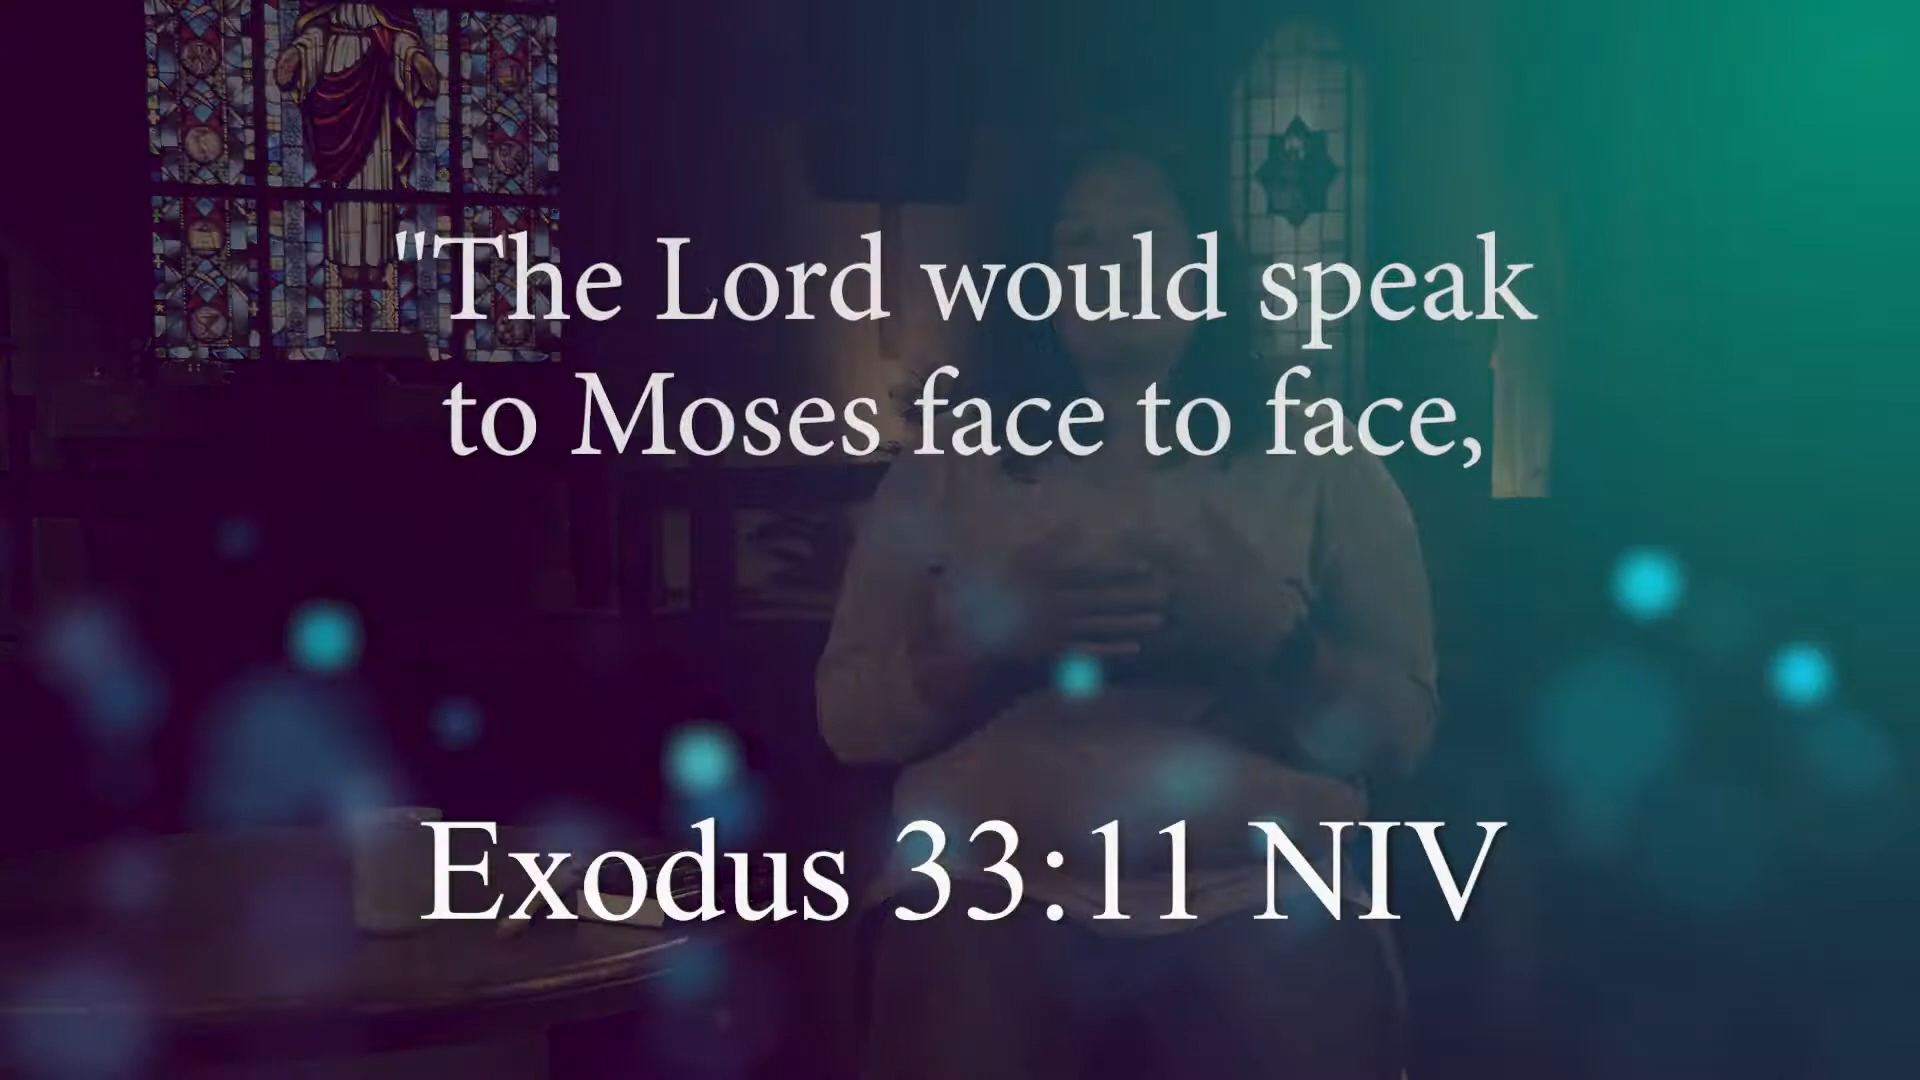 "The Lord would speak
to Moses face to face,
Exodus 33:11 NIV